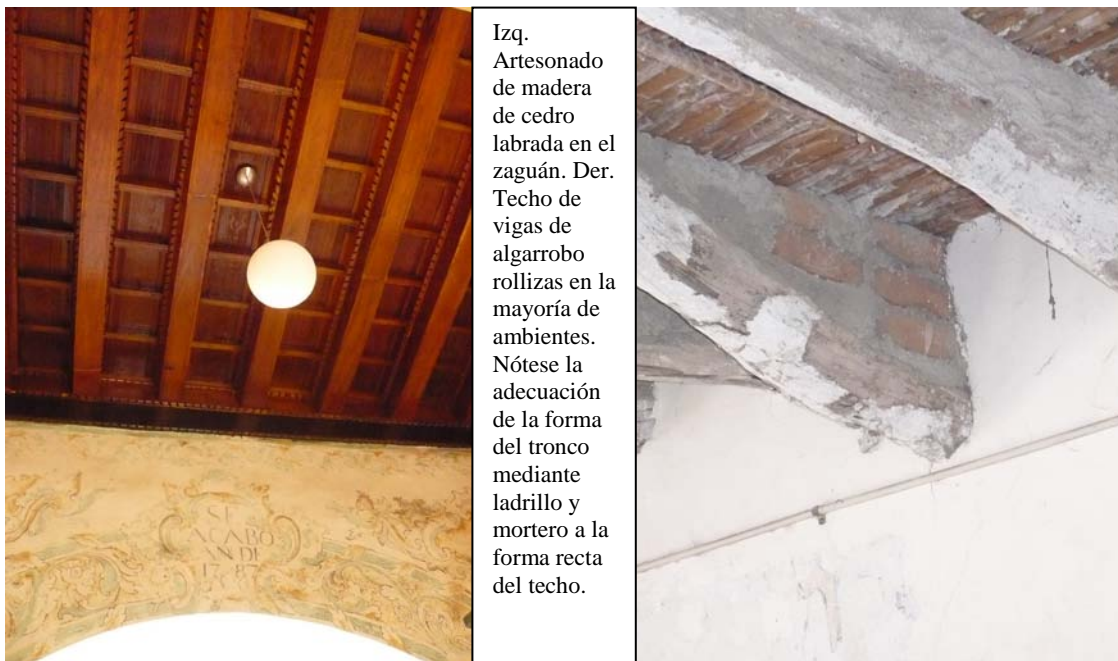 Izq.
Artesonado
de madera
de cedro
labrada en el
zaguán. Der.
Techo de
vigas de
algarrobo
rollizas en la
mayoría de
ambientes.
Nótese la
adecuación
de la forma
del tronco
mediante
ladrillo y
mortero a la
forma recta
del techo.
SE
ACABO
AN DE
1787